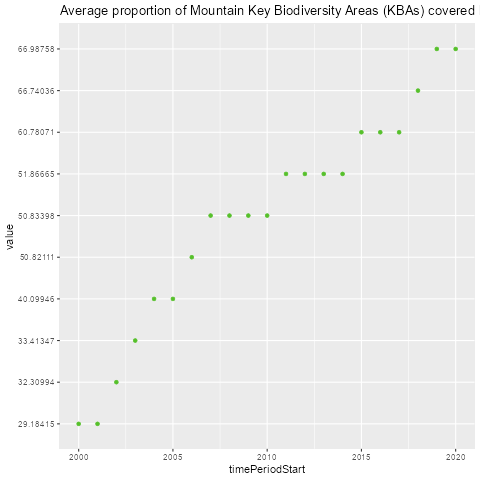 Average proportion of Mountain Key Biodiversity Areas (KBAs) covered
66.98758
66.74036
60.78071
51.86665
50.83398
50.82111
40.09946
33.41347
32.30994
29.18415
value
2000 2005 2010 2015 2020
timePeriodStart